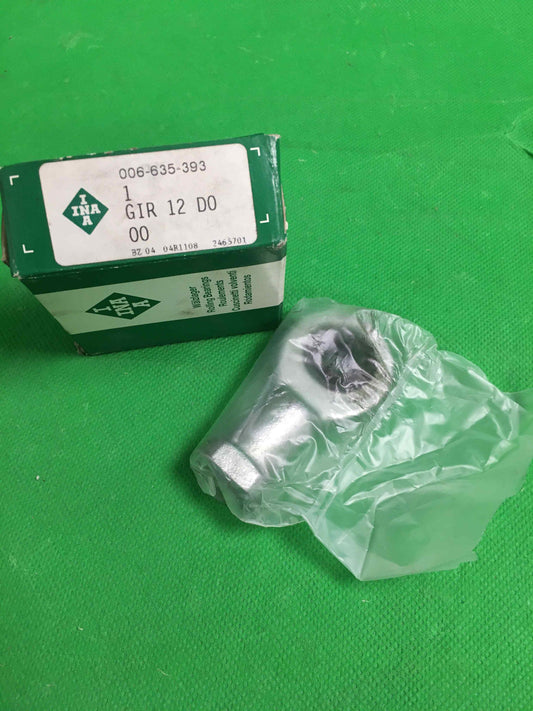 006-635-393
1
GIR 12 DO
00
BZ 04 04R1108 2463701
I
INA
A
I
INA
A
Wälzlager
Rolling Bearings
Roulements
Cuscinetti volventi
Rodamientos